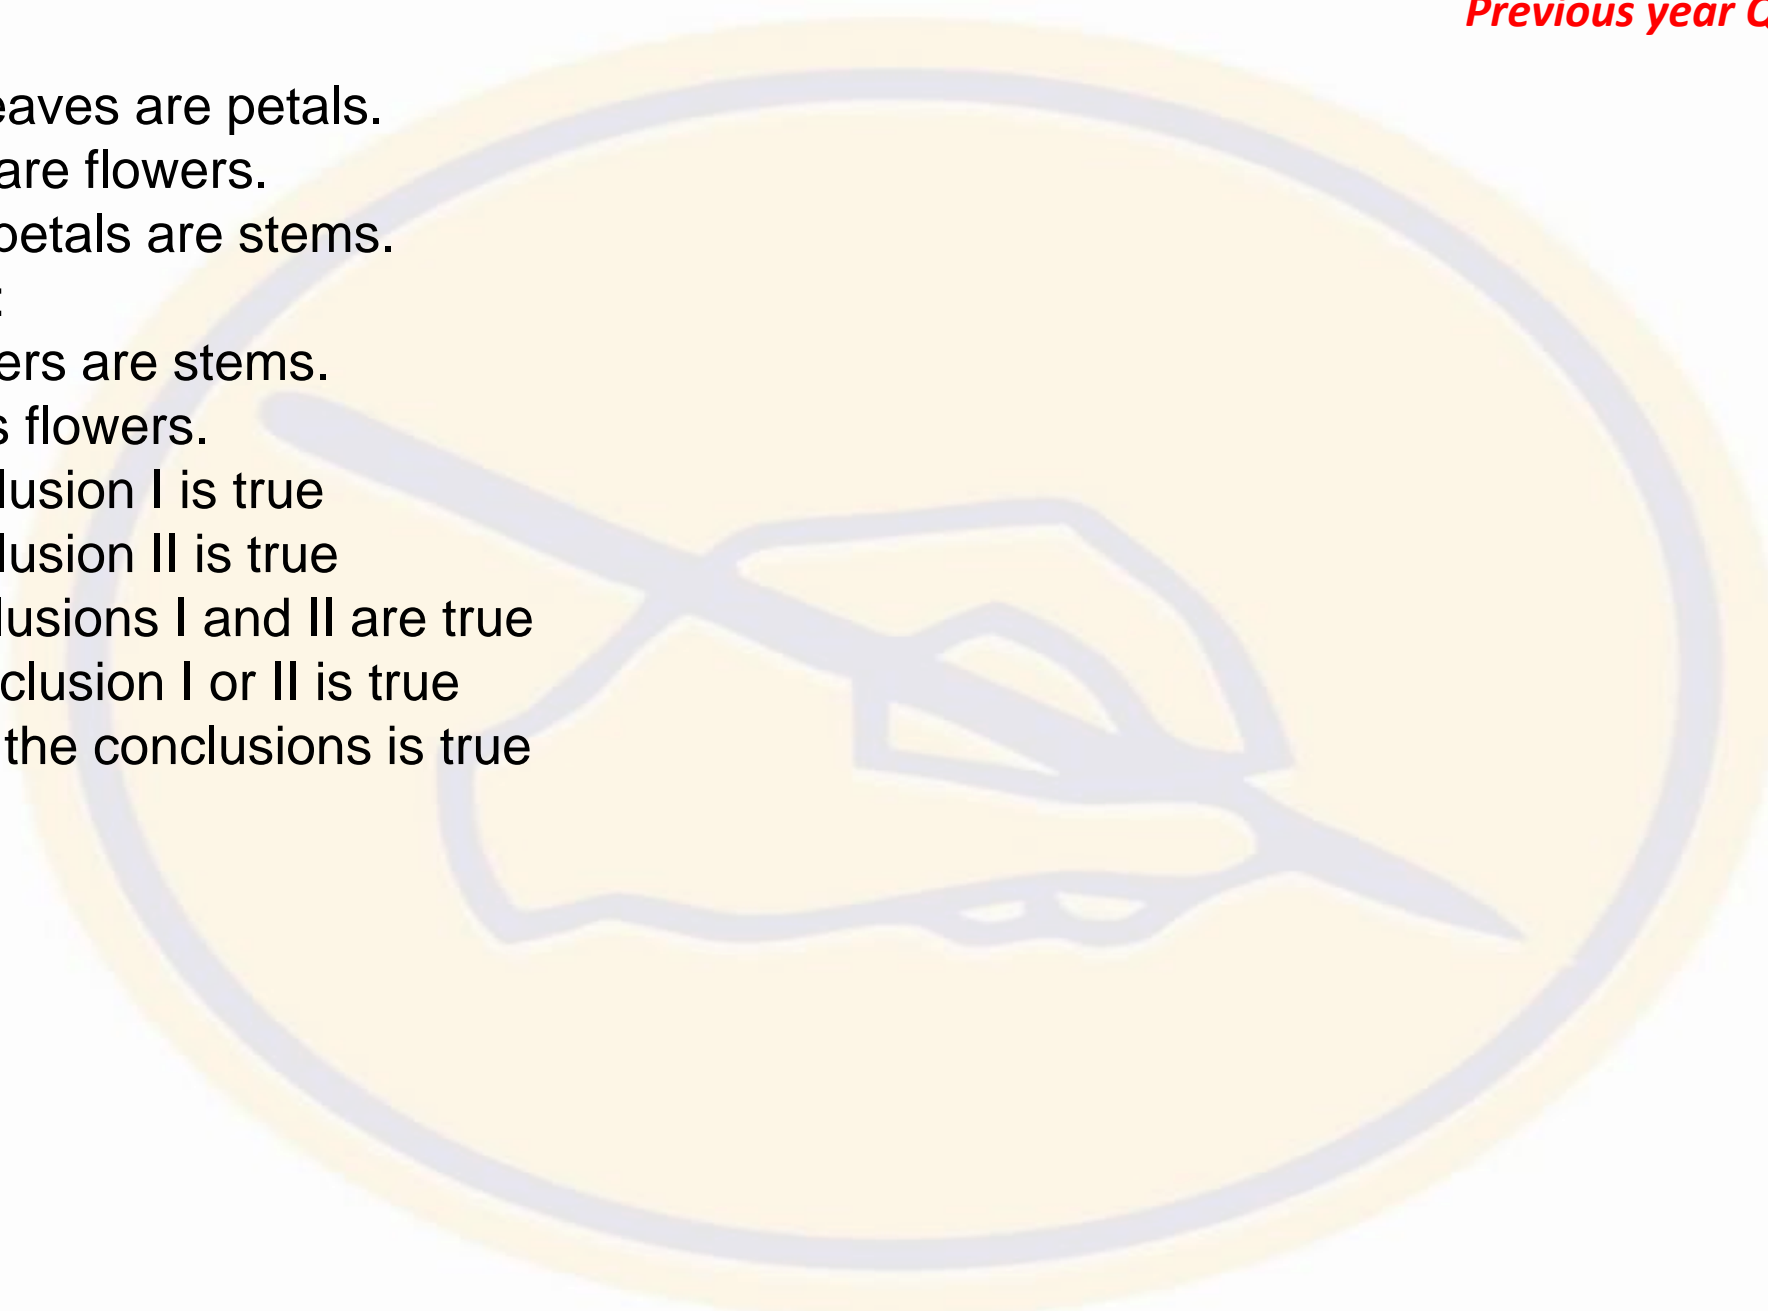 Previous year Q
eaves are petals.
are flowers.
petals are stems.
:
ers are stems.
s flowers.
lusion I is true
lusion II is true
lusions I and II are true
clusion I or II is true
the conclusions is true